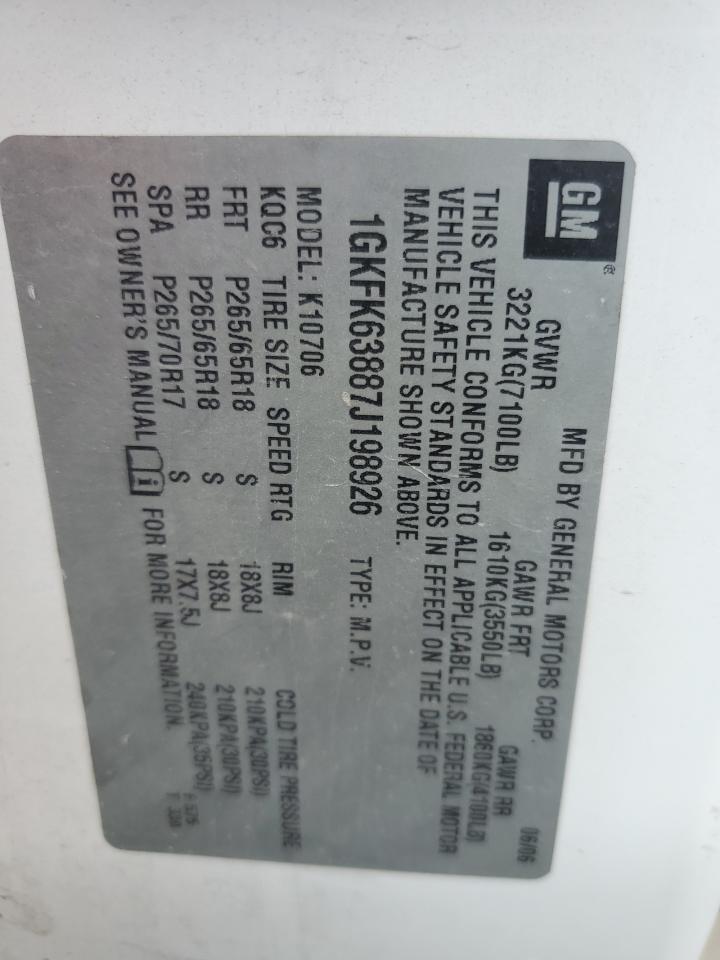 GM®
MFD BY GENERAL MOTORS CORP. 06/06
GVWR GAWR FRT GAWR RR
3221KG(7100LB) 1610KG(3550LB) 1860KG(4100LB)
THIS VEHICLE CONFORMS TO ALL APPLICABLE U.S. FEDERAL MOTOR
VEHICLE SAFETY STANDARDS IN EFFECT ON THE DATE OF
MANUFACTURE SHOWN ABOVE.
1GKFK63887J198926 TYPE: M.P.V.
MODEL: K10706
KQC6 TIRE SIZE SPEED RTG RIM COLD TIRE PRESSURE
FRT P265/65R18 S 18X8J 210KPA(30PSI)
RR P265/65R18 S 18X8J 210KPA(30PSI)
SPA P265/70R17 S 17X7.5J 240KPA(35PSI)
SEE OWNER'S MANUAL i FOR MORE INFORMATION.